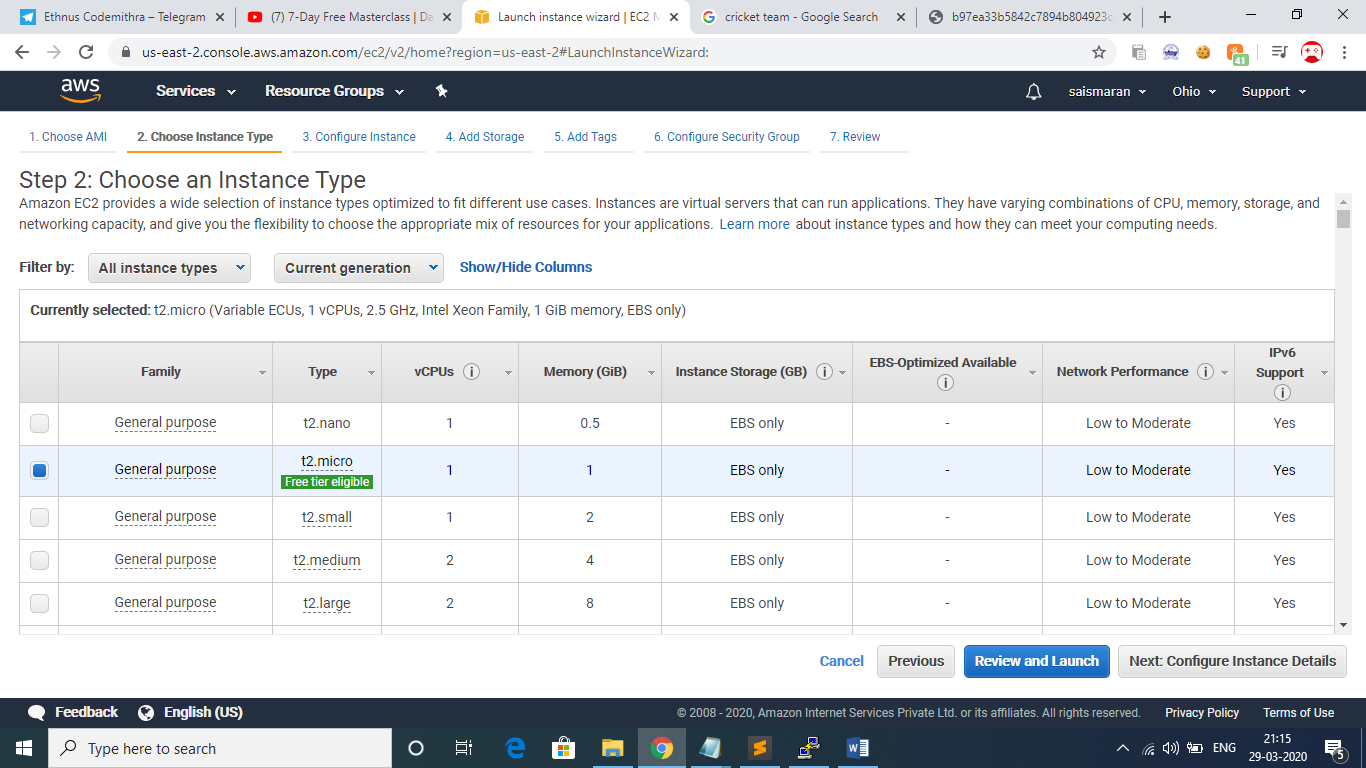 Ethnus Codemithra – Telegram
(7) 7-Day Free Masterclass | Da
Launch instance wizard | EC2 M
cricket team - Google Search
b97ea33b5842c7894b804923c
us-east-2.console.aws.amazon.com/ec2/v2/home?region=us-east-2#LaunchInstanceWizard:
41
aws
Services
Resource Groups
saismaran
Ohio
Support
1. Choose AMI
2. Choose Instance Type
3. Configure Instance
4. Add Storage
5. Add Tags
6. Configure Security Group
7. Review
Step 2: Choose an Instance Type
Amazon EC2 provides a wide selection of instance types optimized to fit different use cases. Instances are virtual servers that can run applications. They have varying combinations of CPU, memory, storage, and
networking capacity, and give you the flexibility to choose the appropriate mix of resources for your applications. Learn more about instance types and how they can meet your computing needs.
Filter by:
All instance types
Current generation
Show/Hide Columns
Currently selected: t2.micro (Variable ECUs, 1 vCPUs, 2.5 GHz, Intel Xeon Family, 1 GiB memory, EBS only)
Family
Type
vCPUs
Memory (GiB)
Instance Storage (GB)
EBS-Optimized Available
Network Performance
IPv6
Support
General purpose t2.nano 1 0.5 EBS only - Low to Moderate Yes
General purpose t2.micro 1 1 EBS only - Low to Moderate Yes
Free tier eligible
General purpose t2.small 1 2 EBS only - Low to Moderate Yes
General purpose t2.medium 2 4 EBS only - Low to Moderate Yes
General purpose t2.large 2 8 EBS only - Low to Moderate Yes
Cancel
Previous
Review and Launch
Next: Configure Instance Details
Feedback
English (US)
© 2008 - 2020, Amazon Internet Services Private Ltd. or its affiliates. All rights reserved.
Privacy Policy
Terms of Use
Type here to search
ENG
21:15
29-03-2020
5